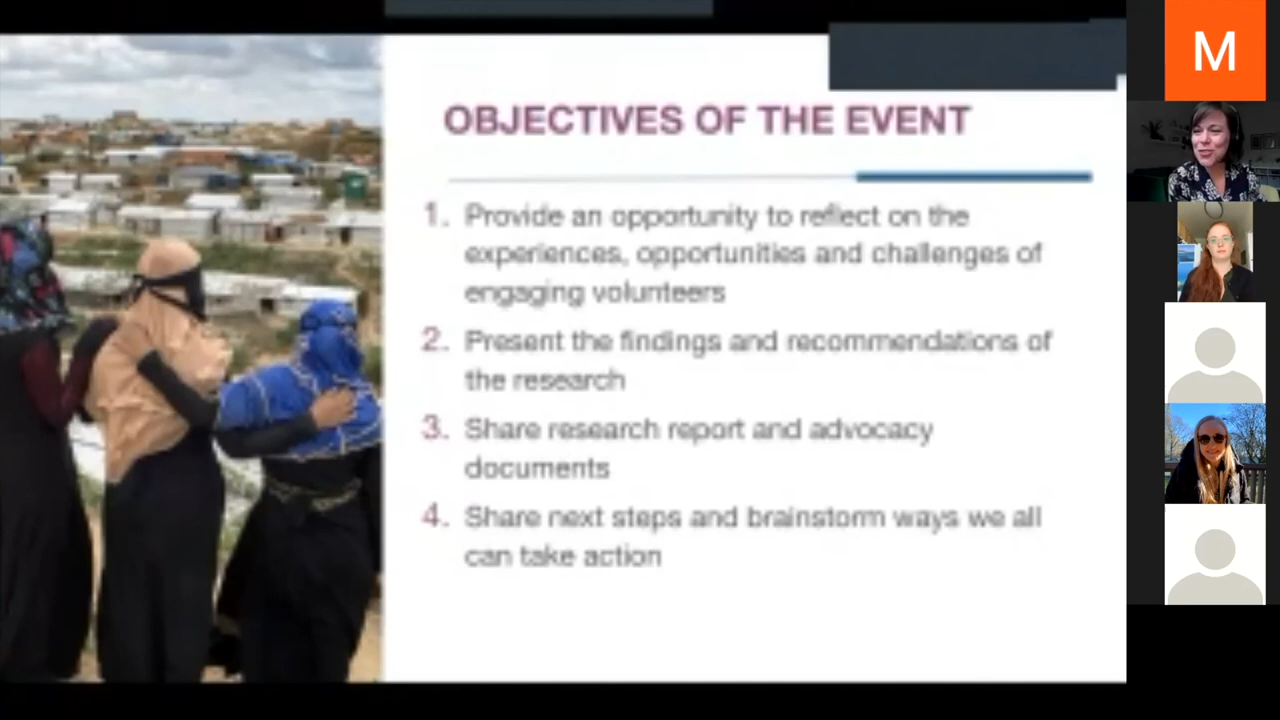 OBJECTIVES OF THE EVENT
1. Provide an opportunity to reflect on the
experiences, opportunities and challenges of
engaging volunteers
2. Present the findings and recommendations of
the research
3. Share research report and advocacy
documents
4. Share next steps and brainstorm ways we all
can take action
M